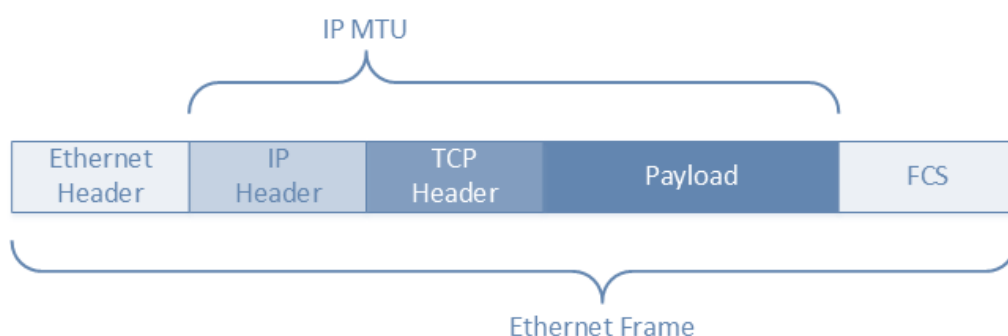 IP MTU
Ethernet Header
IP Header
TCP Header
Payload
FCS
Ethernet Frame